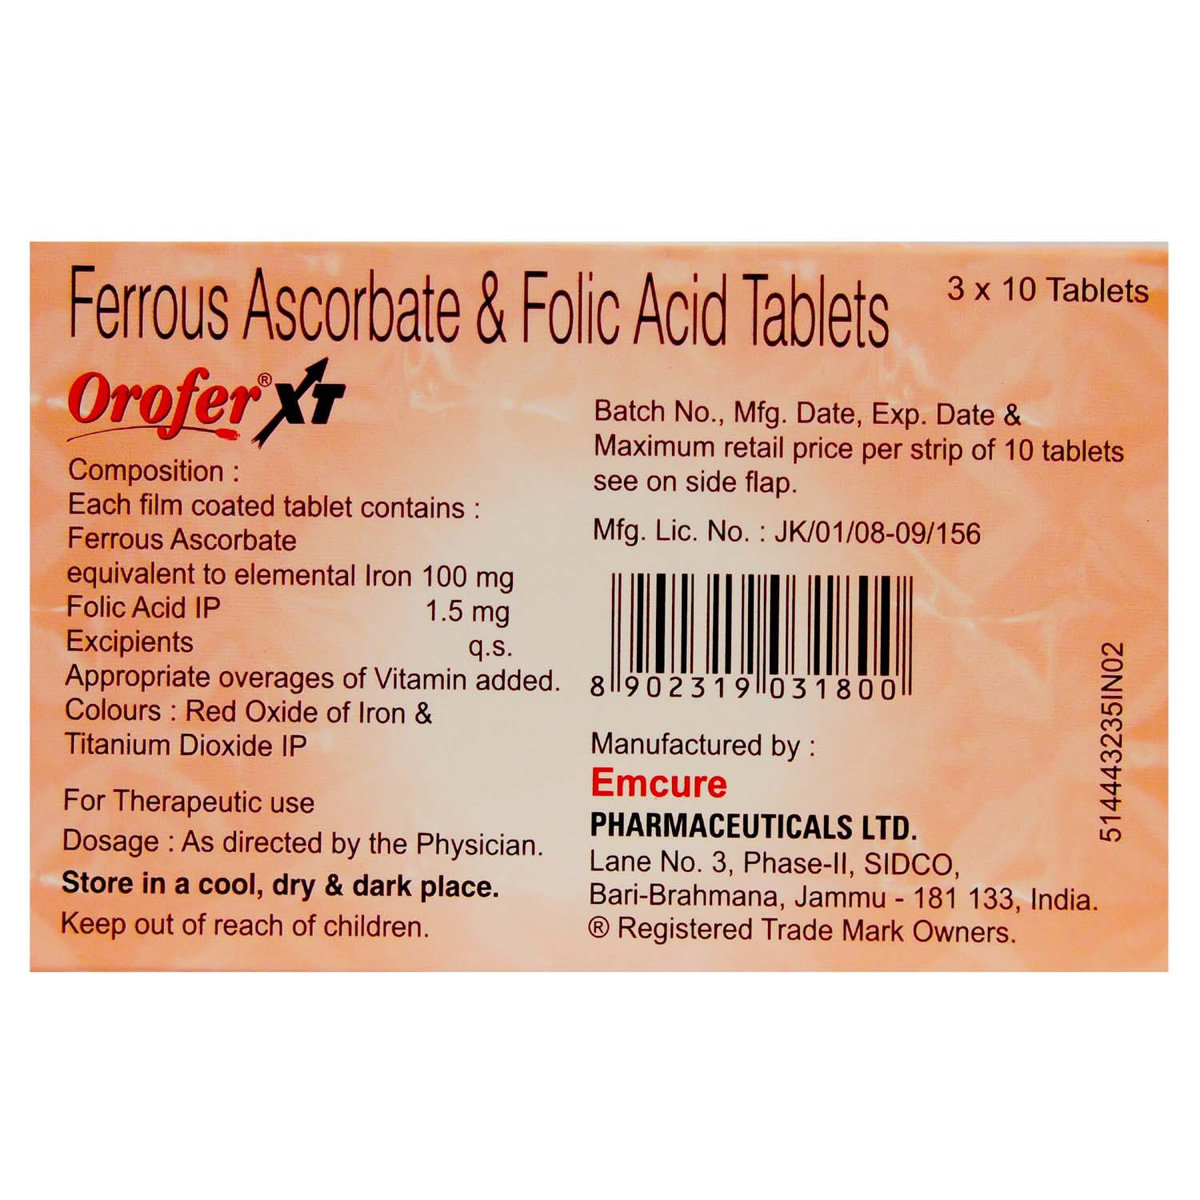 Ferrous Ascorbate & Folic Acid Tablets
3 x 10 Tablets
Orofer® XT
Composition :
Each film coated tablet contains :
Ferrous Ascorbate
equivalent to elemental Iron 100 mg
Folic Acid IP 1.5 mg
Excipients q.s.
Appropriate overages of Vitamin added.
Colours : Red Oxide of Iron &
Titanium Dioxide IP
For Therapeutic use
Dosage : As directed by the Physician.
Store in a cool, dry & dark place.
Keep out of reach of children.
Batch No., Mfg. Date, Exp. Date &
Maximum retail price per strip of 10 tablets
see on side flap.
Mfg. Lic. No. : JK/01/08-09/156
8 902319 031800
Manufactured by :
Emcure
PHARMACEUTICALS LTD.
Lane No. 3, Phase-II, SIDCO,
Bari-Brahmana, Jammu - 181 133, India.
® Registered Trade Mark Owners.
514443235IN02